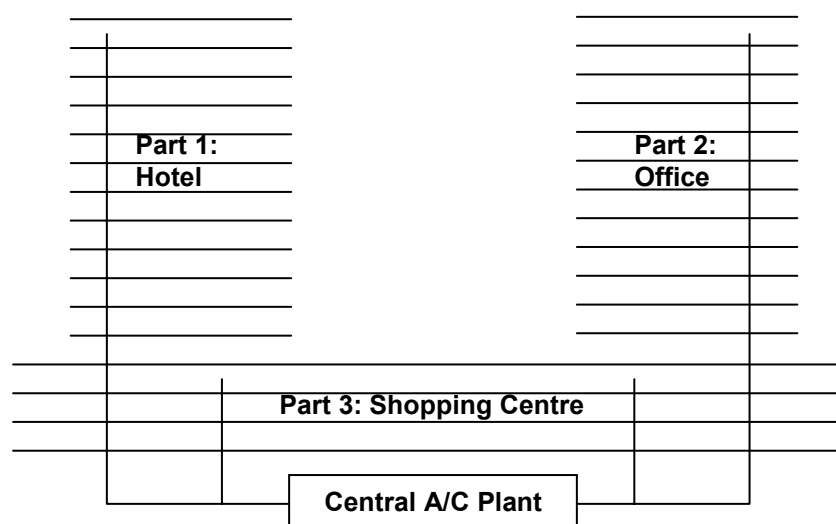 Part 1:
Hotel
Part 2:
Office
Part 3: Shopping Centre
Central A/C Plant